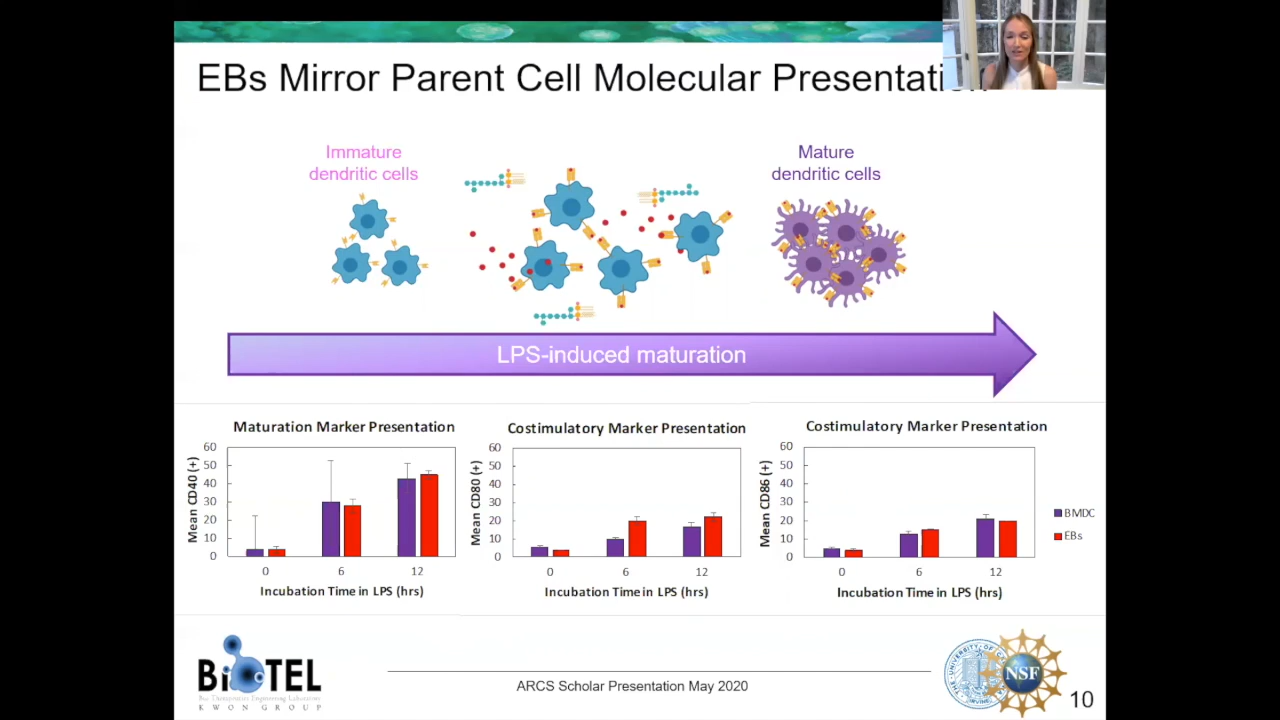 EBs Mirror Parent Cell Molecular Presentation
Immature
dendritic cells
Mature
dendritic cells
LPS-induced maturation
Maturation Marker Presentation
Mean CD40 (+)
60
50
40
30
20
10
0
0 6 12
Incubation Time in LPS (hrs)
Costimulatory Marker Presentation
Mean CD80 (+)
60
50
40
30
20
10
0
0 6 12
Incubation Time in LPS (hrs)
Costimulatory Marker Presentation
Mean CD86 (+)
60
50
40
30
20
10
0
0 6 12
Incubation Time in LPS (hrs)
BMDC
EBs
BioTEL
KWON GROUP
ARCS Scholar Presentation May 2020
NSF
10